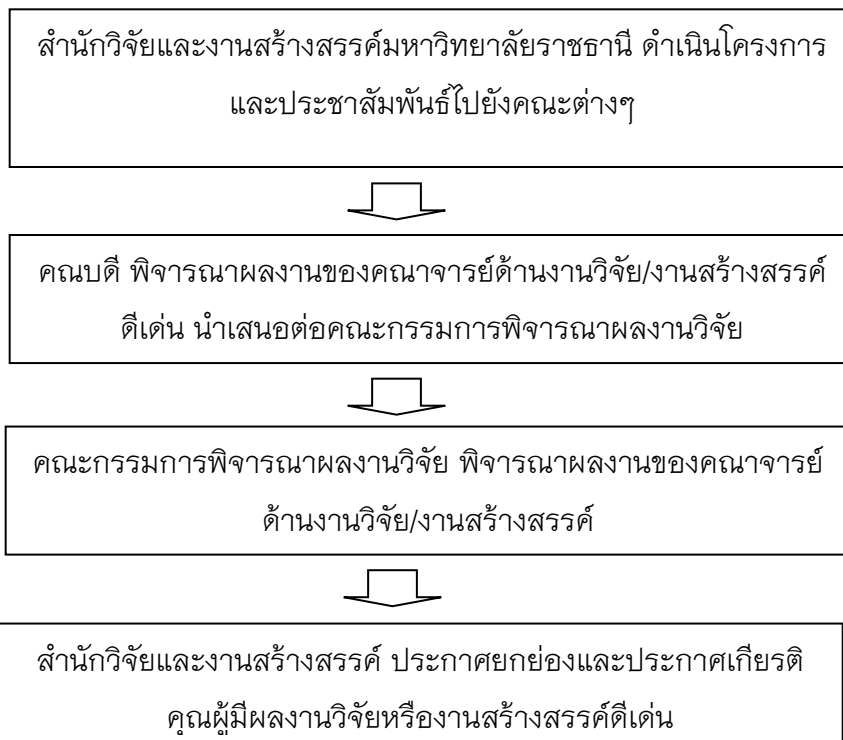 สำนักวิจัยและงานสร้างสรรค์มหาวิทยาลัยราชธานี ดำเนินโครงการ
และประชาสัมพันธ์ไปยังคณะต่างๆ
คณบดี พิจารณาผลงานของคณาจารย์ด้านงานวิจัย/งานสร้างสรรค์
ดีเด่น นำเสนอต่อคณะกรรมการพิจารณาผลงานวิจัย
คณะกรรมการพิจารณาผลงานวิจัย พิจารณาผลงานของคณาจารย์
ด้านงานวิจัย/งานสร้างสรรค์
สำนักวิจัยและงานสร้างสรรค์ ประกาศยกย่องและประกาศเกียรติ
คุณผู้มีผลงานวิจัยหรืองานสร้างสรรค์ดีเด่น